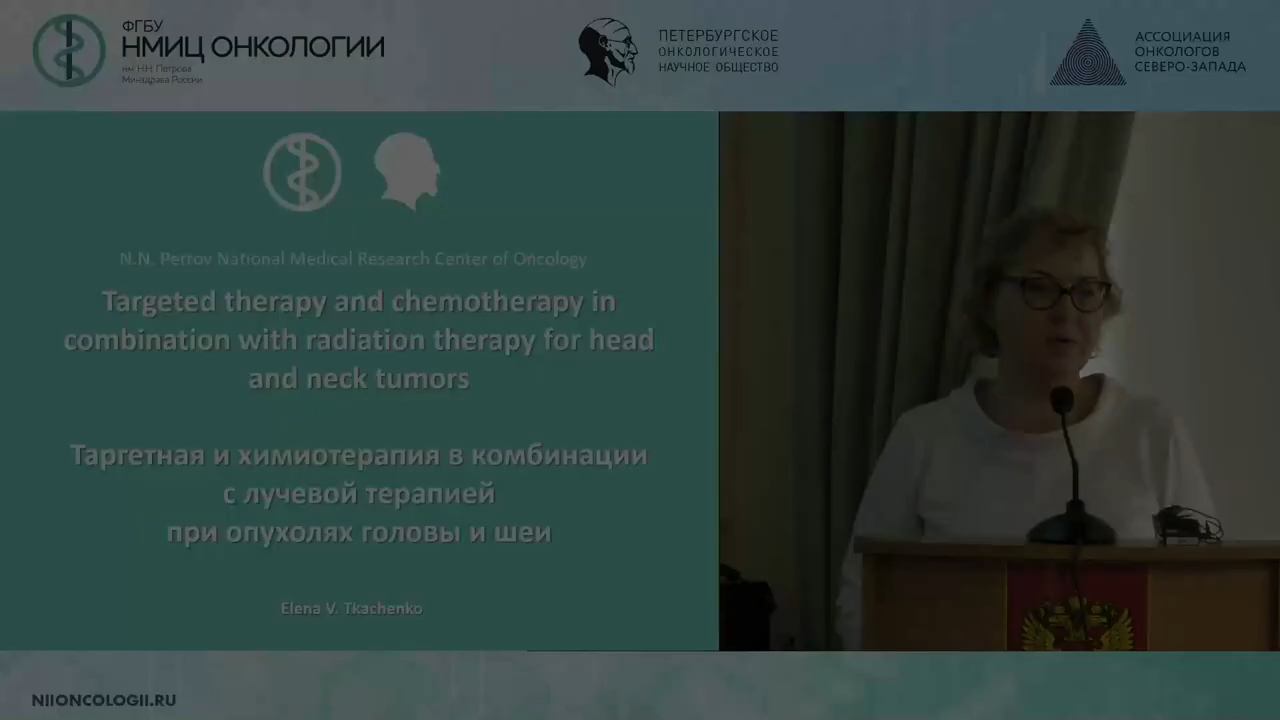 ФГБУ
НМИЦ ОНКОЛОГИИ
им. Н.Н. Петрова
Минздрава России
ПЕТЕРБУРГСКОЕ
ОНКОЛОГИЧЕСКОЕ
НАУЧНОЕ ОБЩЕСТВО
АССОЦИАЦИЯ
ОНКОЛОГОВ
СЕВЕРО-ЗАПАДА
N.N. Perrov National Medical Research Center of Oncology
Targeted therapy and chemotherapy in
combination with radiation therapy for head
and neck tumors
Таргетная и химиотерапия в комбинации
с лучевой терапией
при опухолях головы и шеи
Elena V. Tkachenko
NIIONCOLOGII.RU